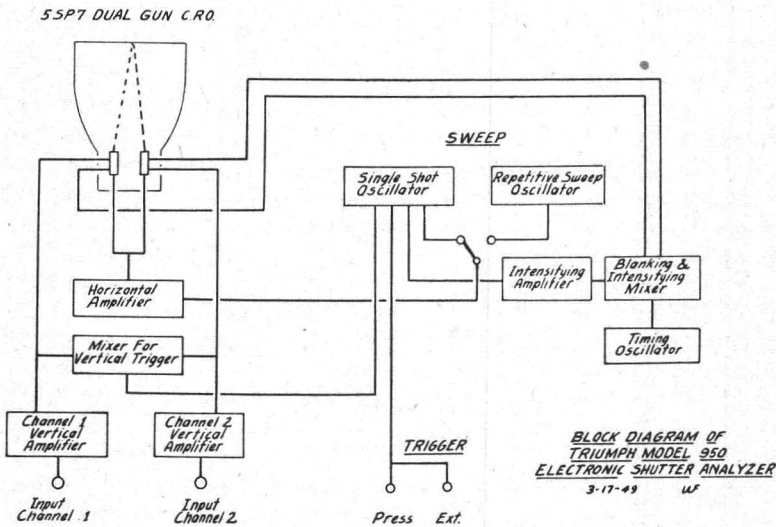 5SP7 DUAL GUN C.R.O.
SWEEP
Single Shot
Oscillator
Repetitive Sweep
Oscillator
Horizontal
Amplifier
Intensifying
Amplifier
Blanking &
Intensifying
Mixer
Mixer For
Vertical Trigger
Timing
Oscillator
Channel 1
Vertical
Amplifier
Channel 2
Vertical
Amplifier
TRIGGER
Input
Channel 1
Input
Channel 2
Press
Ext.
BLOCK DIAGRAM OF
TRIUMPH MODEL 950
ELECTRONIC SHUTTER ANALYZER
3-17-49